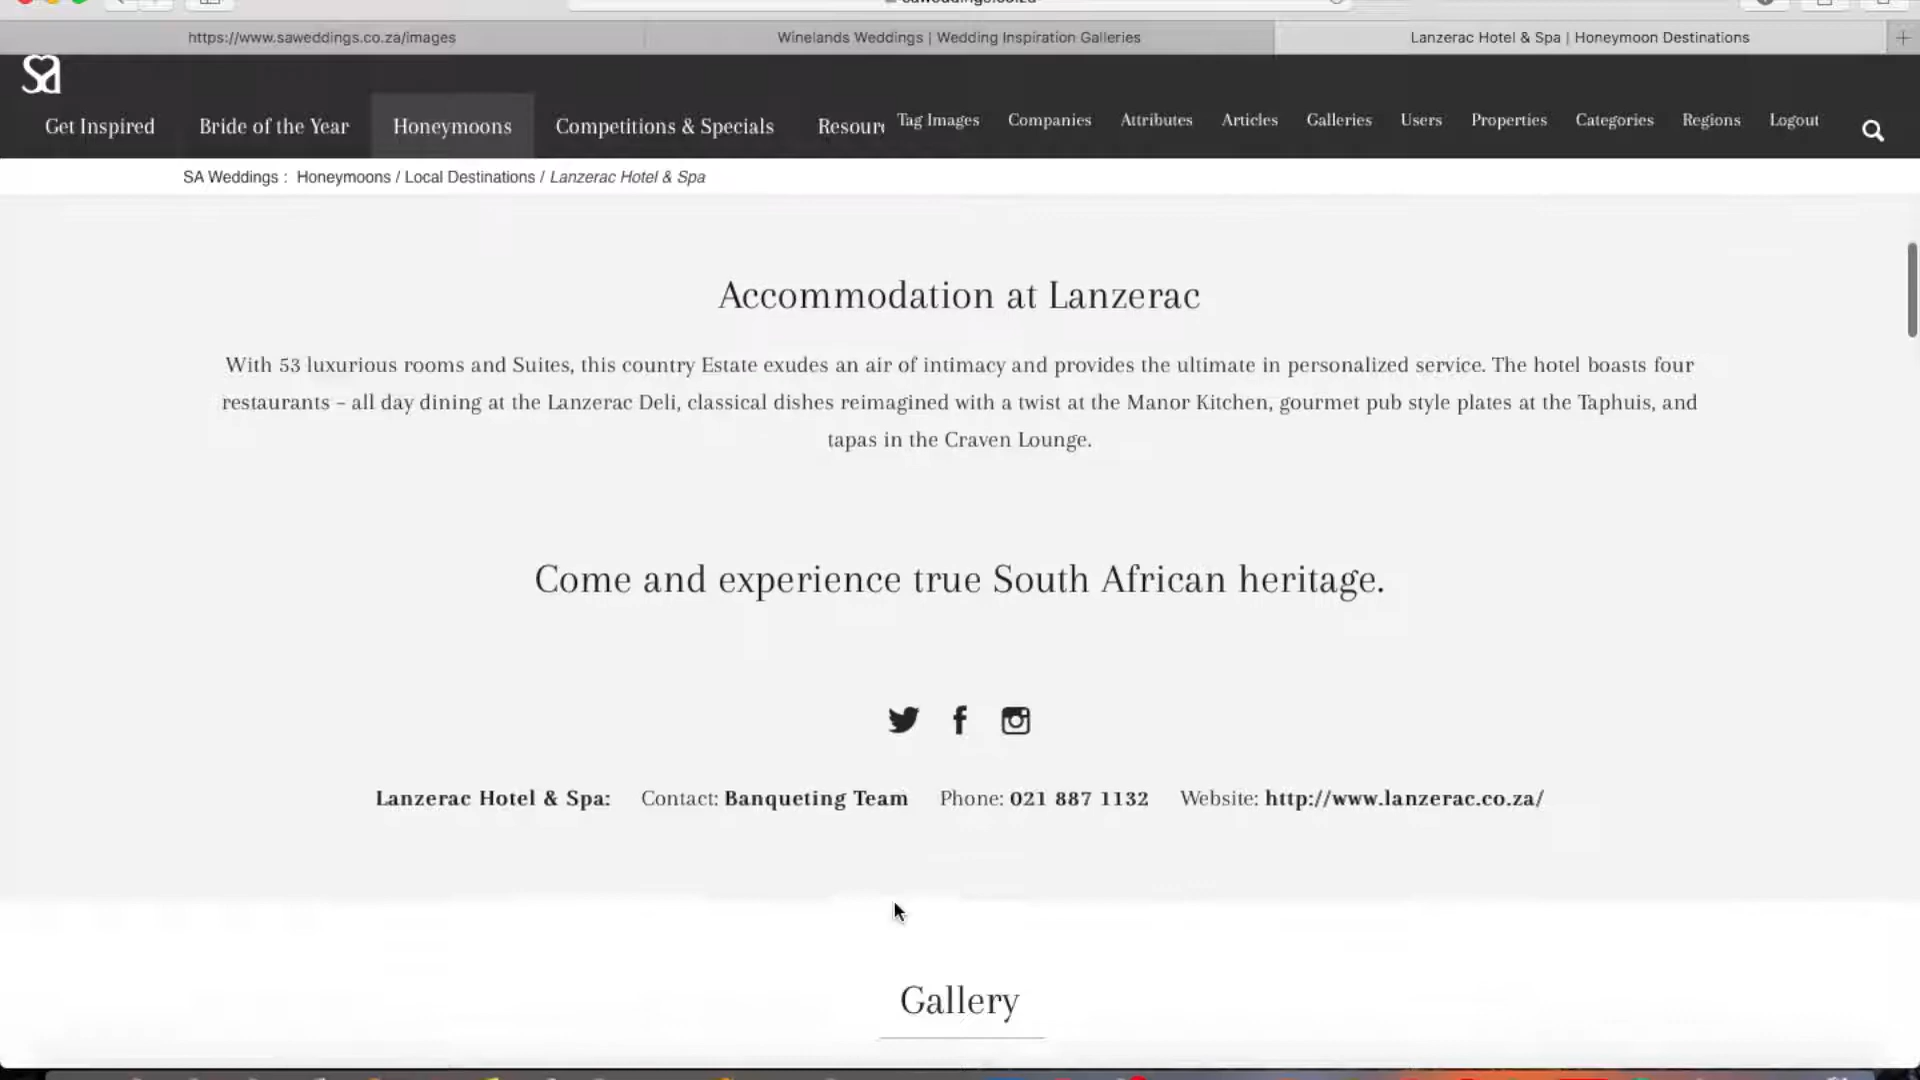 https://www.saweddings.co.za/images
Winelands Weddings | Wedding Inspiration Galleries
Lanzerac Hotel & Spa | Honeymoon Destinations
sa
Get Inspired
Bride of the Year
Honeymoons
Competitions & Specials
Resour
Tag Images
Companies
Attributes
Articles
Galleries
Users
Properties
Categories
Regions
Logout
SA Weddings : Honeymoons / Local Destinations / Lanzerac Hotel & Spa
Accommodation at Lanzerac
With 53 luxurious rooms and Suites, this country Estate exudes an air of intimacy and provides the ultimate in personalized service. The hotel boasts four
restaurants – all day dining at the Lanzerac Deli, classical dishes reimagined with a twist at the Manor Kitchen, gourmet pub style plates at the Taphuis, and
tapas in the Craven Lounge.
Come and experience true South African heritage.
Lanzerac Hotel & Spa: Contact: Banqueting Team Phone: 021 887 1132 Website: http://www.lanzerac.co.za/
Gallery